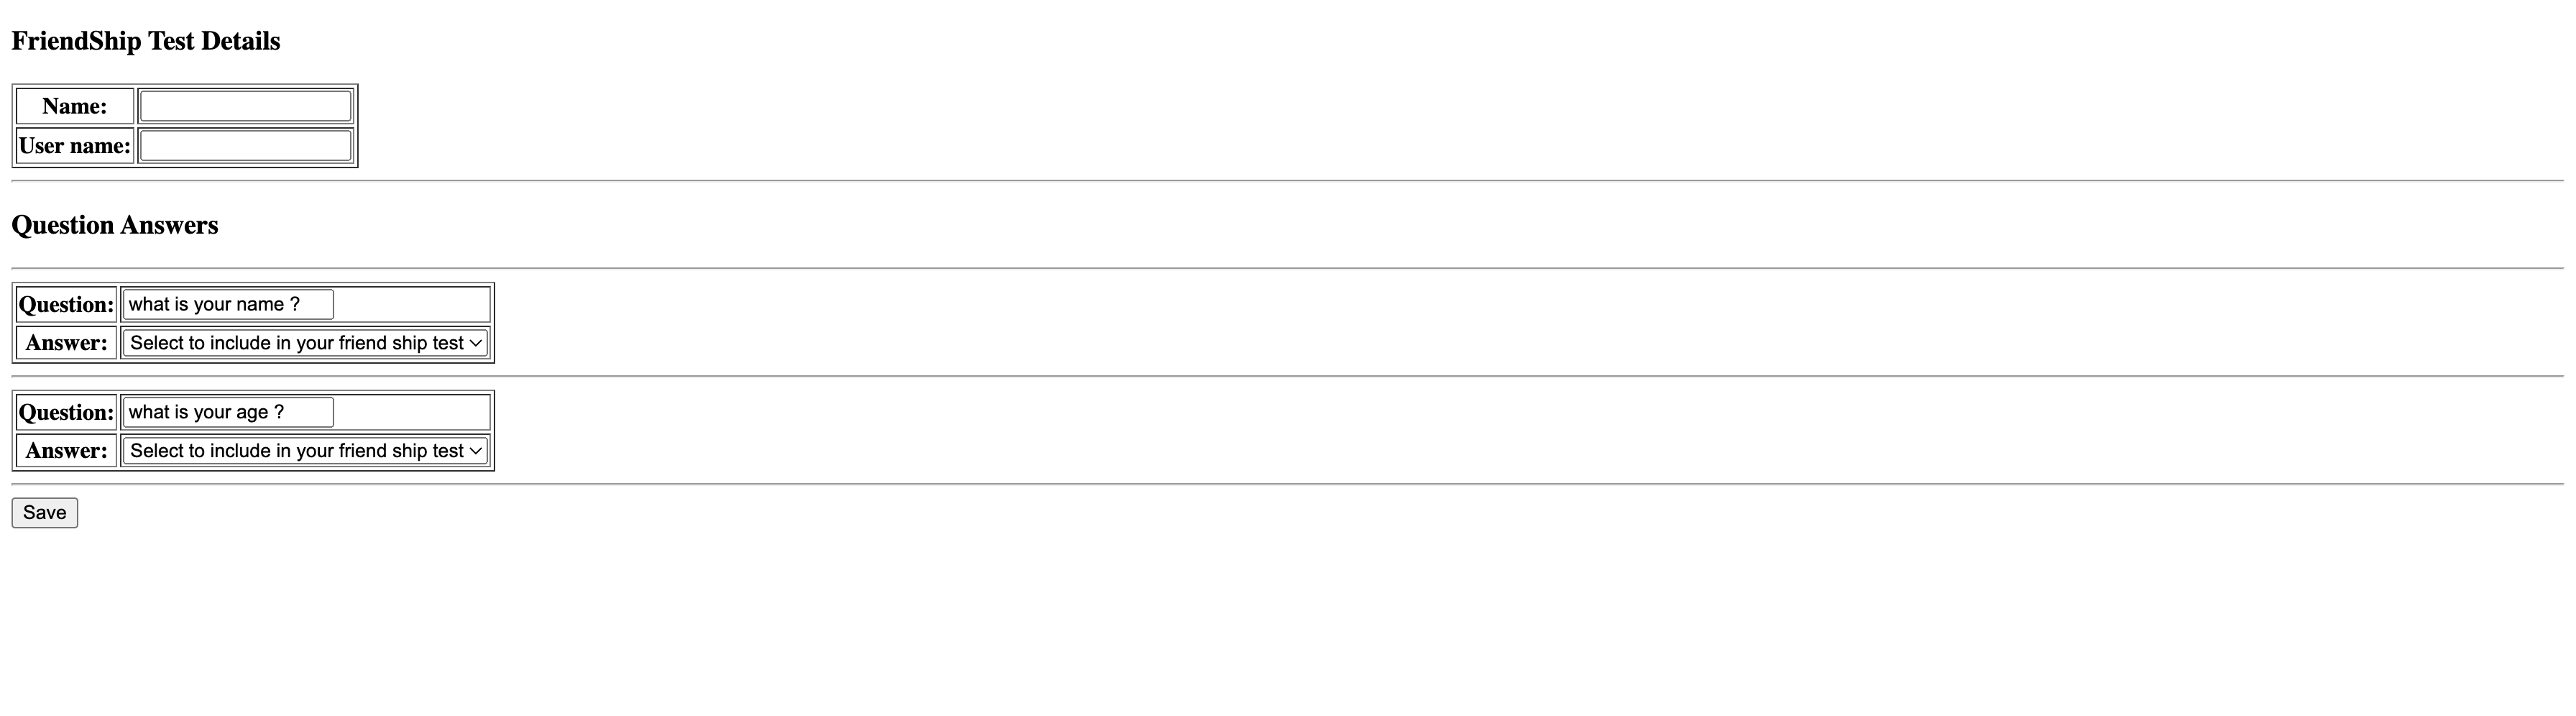 FriendShip Test Details
Name:
User name:
Question Answers
Question: what is your name ?
Answer: Select to include in your friend ship test
Question: what is your age ?
Answer: Select to include in your friend ship test
Save